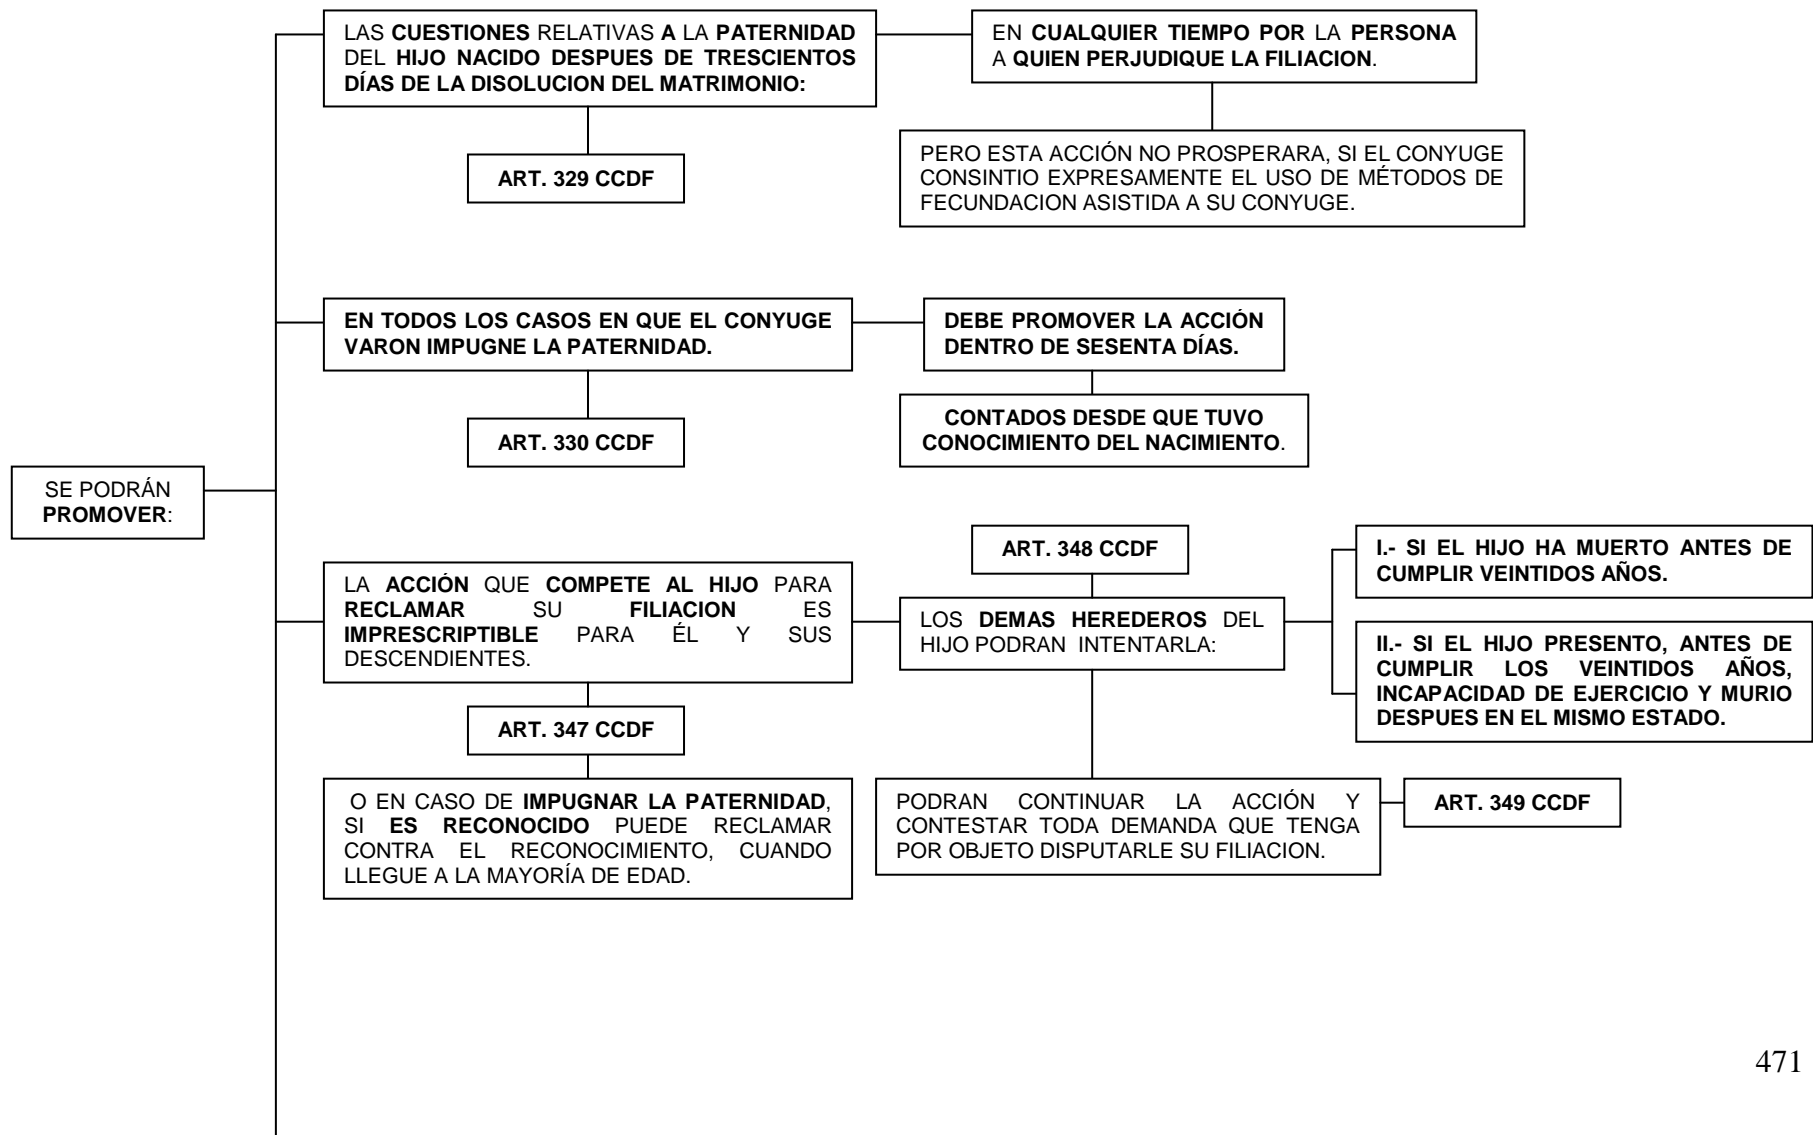 LAS CUESTIONES RELATIVAS A LA PATERNIDAD
DEL HIJO NACIDO DESPUES DE TRESCIENTOS
DÍAS DE LA DISOLUCION DEL MATRIMONIO:
EN CUALQUIER TIEMPO POR LA PERSONA
A QUIEN PERJUDIQUE LA FILIACION.
ART. 329 CCDF
PERO ESTA ACCIÓN NO PROSPERARA, SI EL CONYUGE
CONSINTIO EXPRESAMENTE EL USO DE MÉTODOS DE
FECUNDACION ASISTIDA A SU CONYUGE.
EN TODOS LOS CASOS EN QUE EL CONYUGE
VARON IMPUGNE LA PATERNIDAD.
DEBE PROMOVER LA ACCIÓN
DENTRO DE SESENTA DÍAS.
ART. 330 CCDF
CONTADOS DESDE QUE TUVO
CONOCIMIENTO DEL NACIMIENTO.
SE PODRÁN
PROMOVER:
LA ACCIÓN QUE COMPETE AL HIJO PARA
RECLAMAR SU FILIACION ES
IMPRESCRIPTIBLE PARA ÉL Y SUS
DESCENDIENTES.
ART. 348 CCDF
LOS DEMAS HEREDEROS DEL
HIJO PODRAN INTENTARLA:
I.- SI EL HIJO HA MUERTO ANTES DE
CUMPLIR VEINTIDOS AÑOS.
II.- SI EL HIJO PRESENTO, ANTES DE
CUMPLIR LOS VEINTIDOS AÑOS,
INCAPACIDAD DE EJERCICIO Y MURIO
DESPUES EN EL MISMO ESTADO.
ART. 347 CCDF
O EN CASO DE IMPUGNAR LA PATERNIDAD,
SI ES RECONOCIDO PUEDE RECLAMAR
CONTRA EL RECONOCIMIENTO, CUANDO
LLEGUE A LA MAYORÍA DE EDAD.
PODRAN CONTINUAR LA ACCIÓN Y
CONTESTAR TODA DEMANDA QUE TENGA
POR OBJETO DISPUTARLE SU FILIACION.
ART. 349 CCDF
471